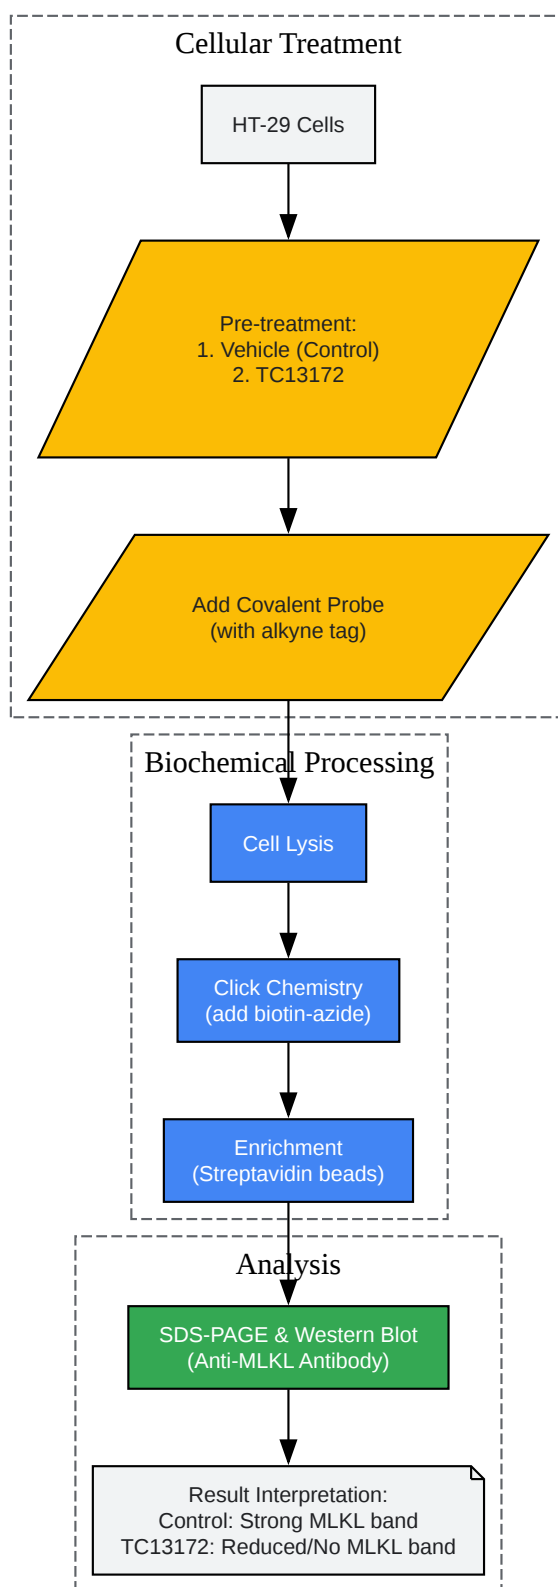 Cellular Treatment
HT-29 Cells
Pre-treatment:
1. Vehicle (Control)
2. TC13172
Add Covalent Probe
(with alkyne tag)
Biochemical Processing
Cell Lysis
Click Chemistry
(add biotin-azide)
Enrichment
(Streptavidin beads)
Analysis
SDS-PAGE & Western Blot
(Anti-MLKL Antibody)
Result Interpretation:
Control: Strong MLKL band
TC13172: Reduced/No MLKL band